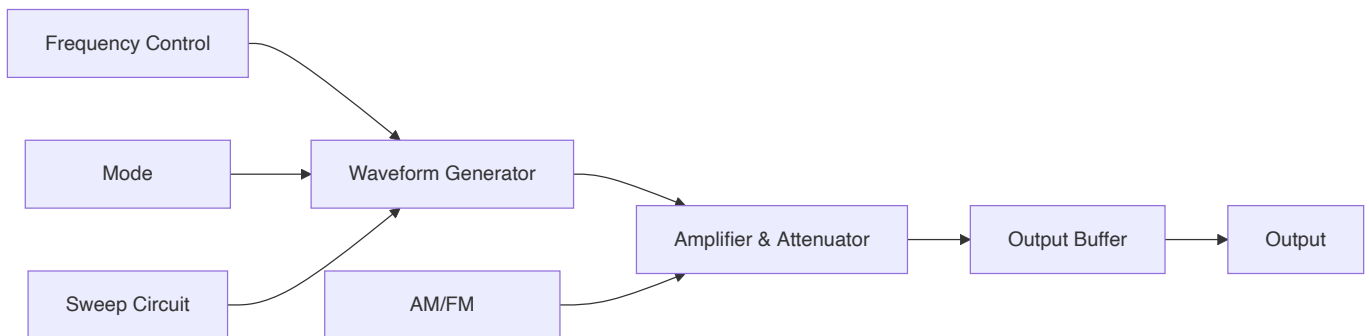 Frequency Control
Mode
Waveform Generator
Amplifier & Attenuator
Output Buffer
Output
Sweep Circuit
AM/FM